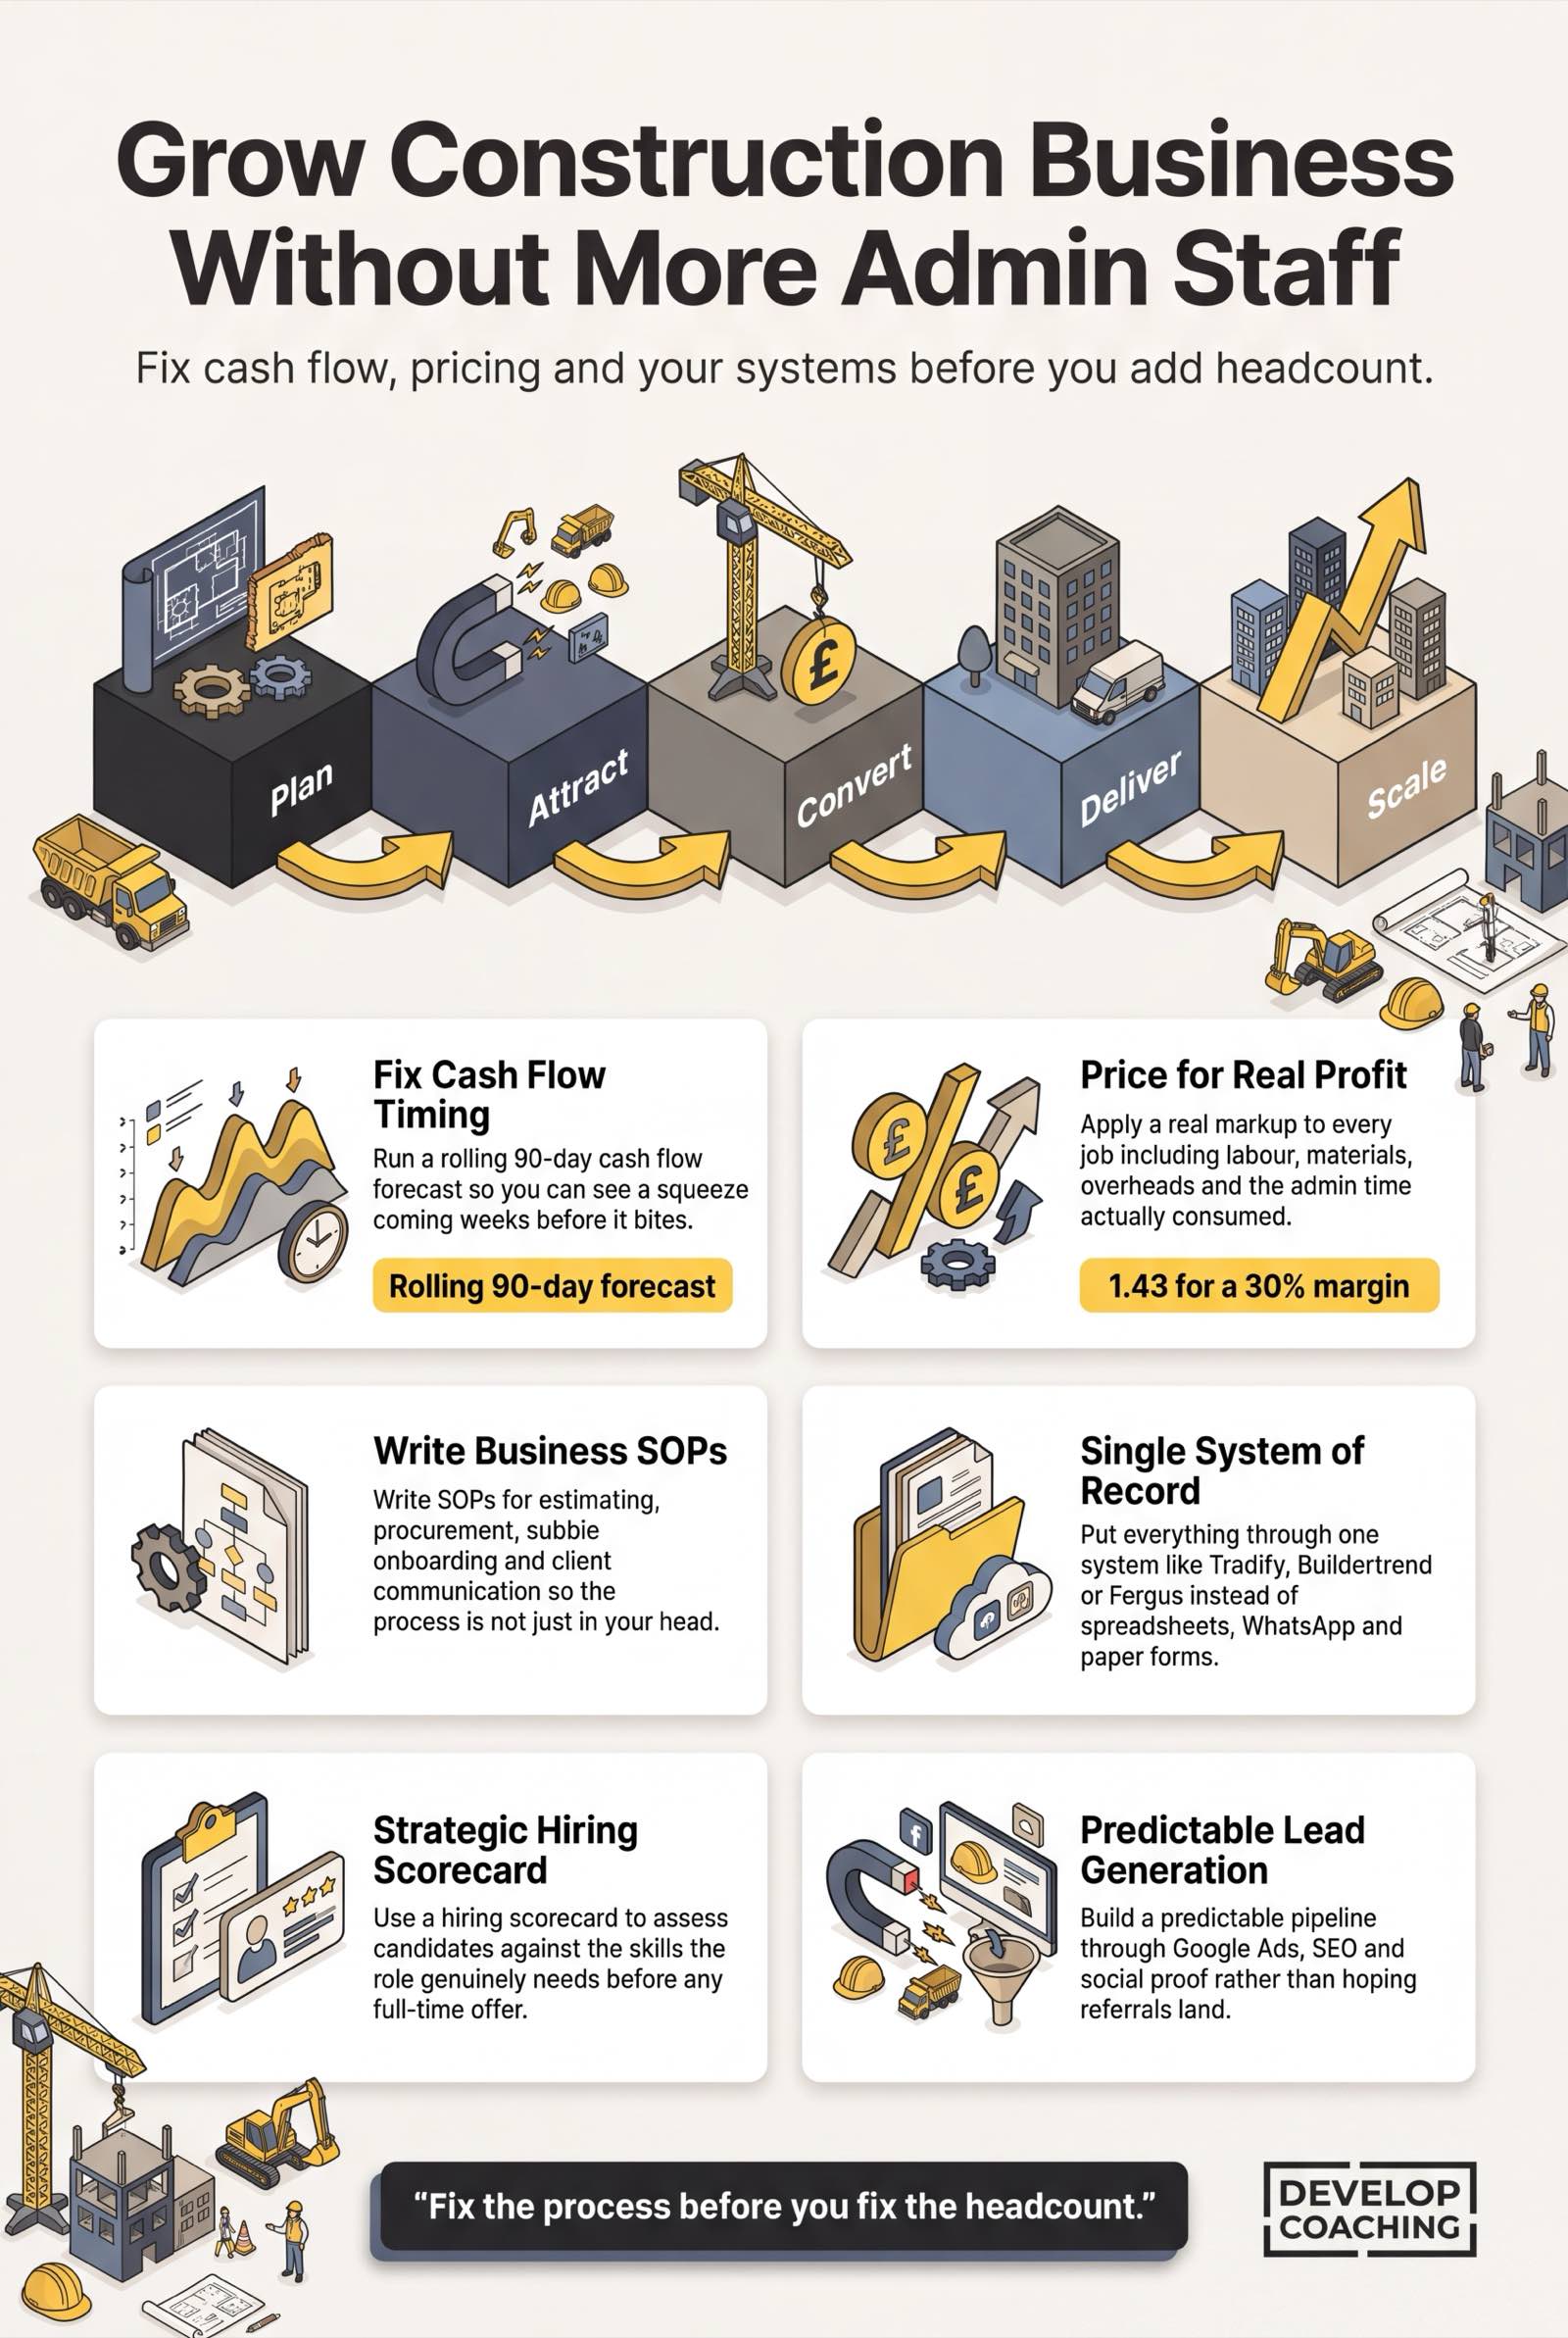 Grow Construction Business
Without More Admin Staff
Fix cash flow, pricing and your systems before you add headcount.
Plan
Attract
Convert
Deliver
Scale
Fix Cash Flow
Timing
Run a rolling 90-day cash flow
forecast so you can see a squeeze
coming weeks before it bites.
Rolling 90-day forecast
Price for Real Profit
Apply a real markup to every
job including labour, materials,
overheads and the admin time
actually consumed.
1.43 for a 30% margin
Write Business SOPs
Write SOPs for estimating,
procurement, subbie
onboarding and client
communication so the
process is not just in your head.
Single System of
Record
Put everything through one
system like Tradify, Buildertrend
or Fergus instead of
spreadsheets, WhatsApp and
paper forms.
Strategic Hiring
Scorecard
Use a hiring scorecard to assess
candidates against the skills the
role genuinely needs before any
full-time offer.
Predictable Lead
Generation
Build a predictable pipeline
through Google Ads, SEO and
social proof rather than hoping
referrals land.
“Fix the process before you fix the headcount.”
DEVELOP
COACHING